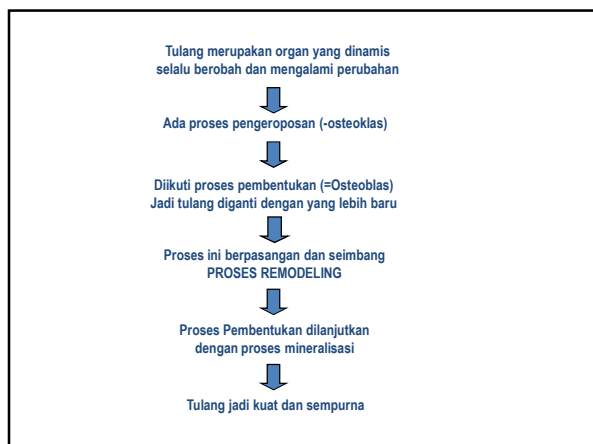 Tulang merupakan organ yang dinamis
selalu berobah dan mengalami perubahan
Ada proses pengeroposan (-osteoklas)
Diikuti proses pembentukan (=Osteoblas)
Jadi tulang diganti dengan yang lebih baru
Proses ini berpasangan dan seimbang
PROSES REMODELING
Proses Pembentukan dilanjutkan
dengan proses mineralisasi
Tulang jadi kuat dan sempurna